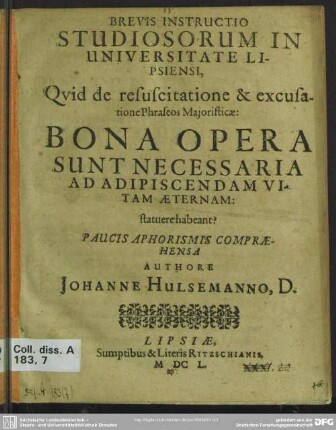 BREVIS INSTRUCTIO
STUDIOSORUM IN
UNIVERSITATE LI-
PSIENSI,
Qvid de resuscitatione & excusa-
tione Phraseos Majoristicæ:
BONA OPERA
SUNT NECESSARIA
AD ADIPISCENDAM VI-
TAM ÆTERNAM:
statuere habeant?
PAUCIS APHORISMIS COMPRÆ-
HENSA
AUTHORE
JOHANNE HULSEMANNO, D.
LIPSIÆ,
Sumptibus & Literis RITZSCHIANIS,
M DC L.
Coll. diss. A
183, 7